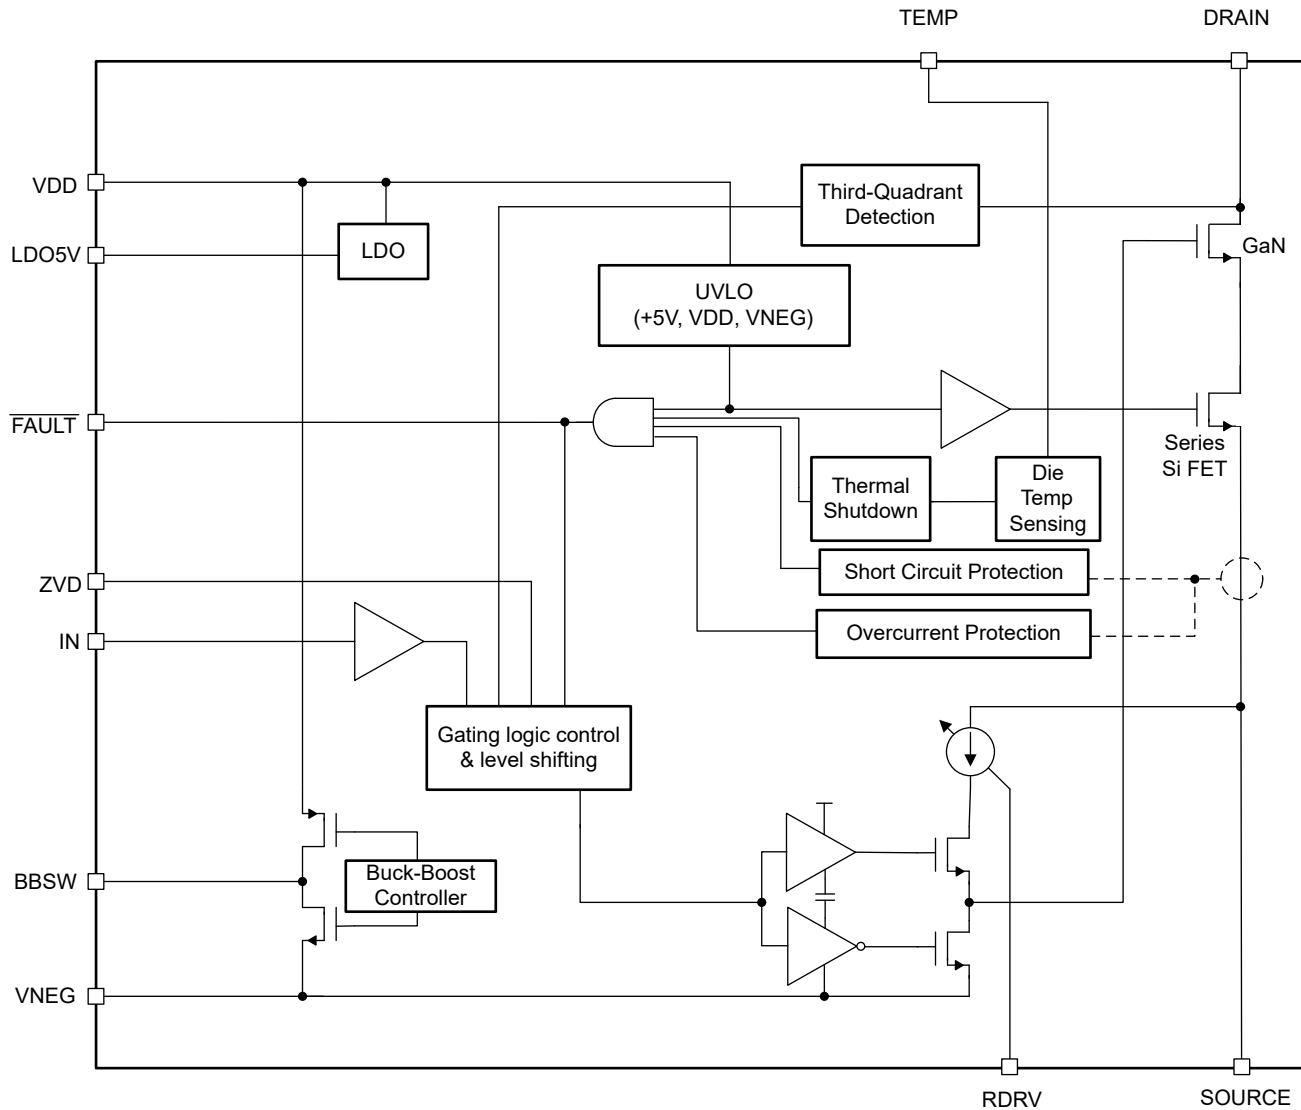 TEMP
DRAIN
VDD
Third-Quadrant
Detection
LDO
LDO5V
GaN
UVLO
(+5V, VDD, VNEG)
FAULT
Series
Si FET
Thermal
Shutdown
Die
Temp
Sensing
ZVD
Short Circuit Protection
IN
Overcurrent Protection
Gating logic control
& level shifting
BBSW
Buck-Boost
Controller
VNEG
RDRV
SOURCE